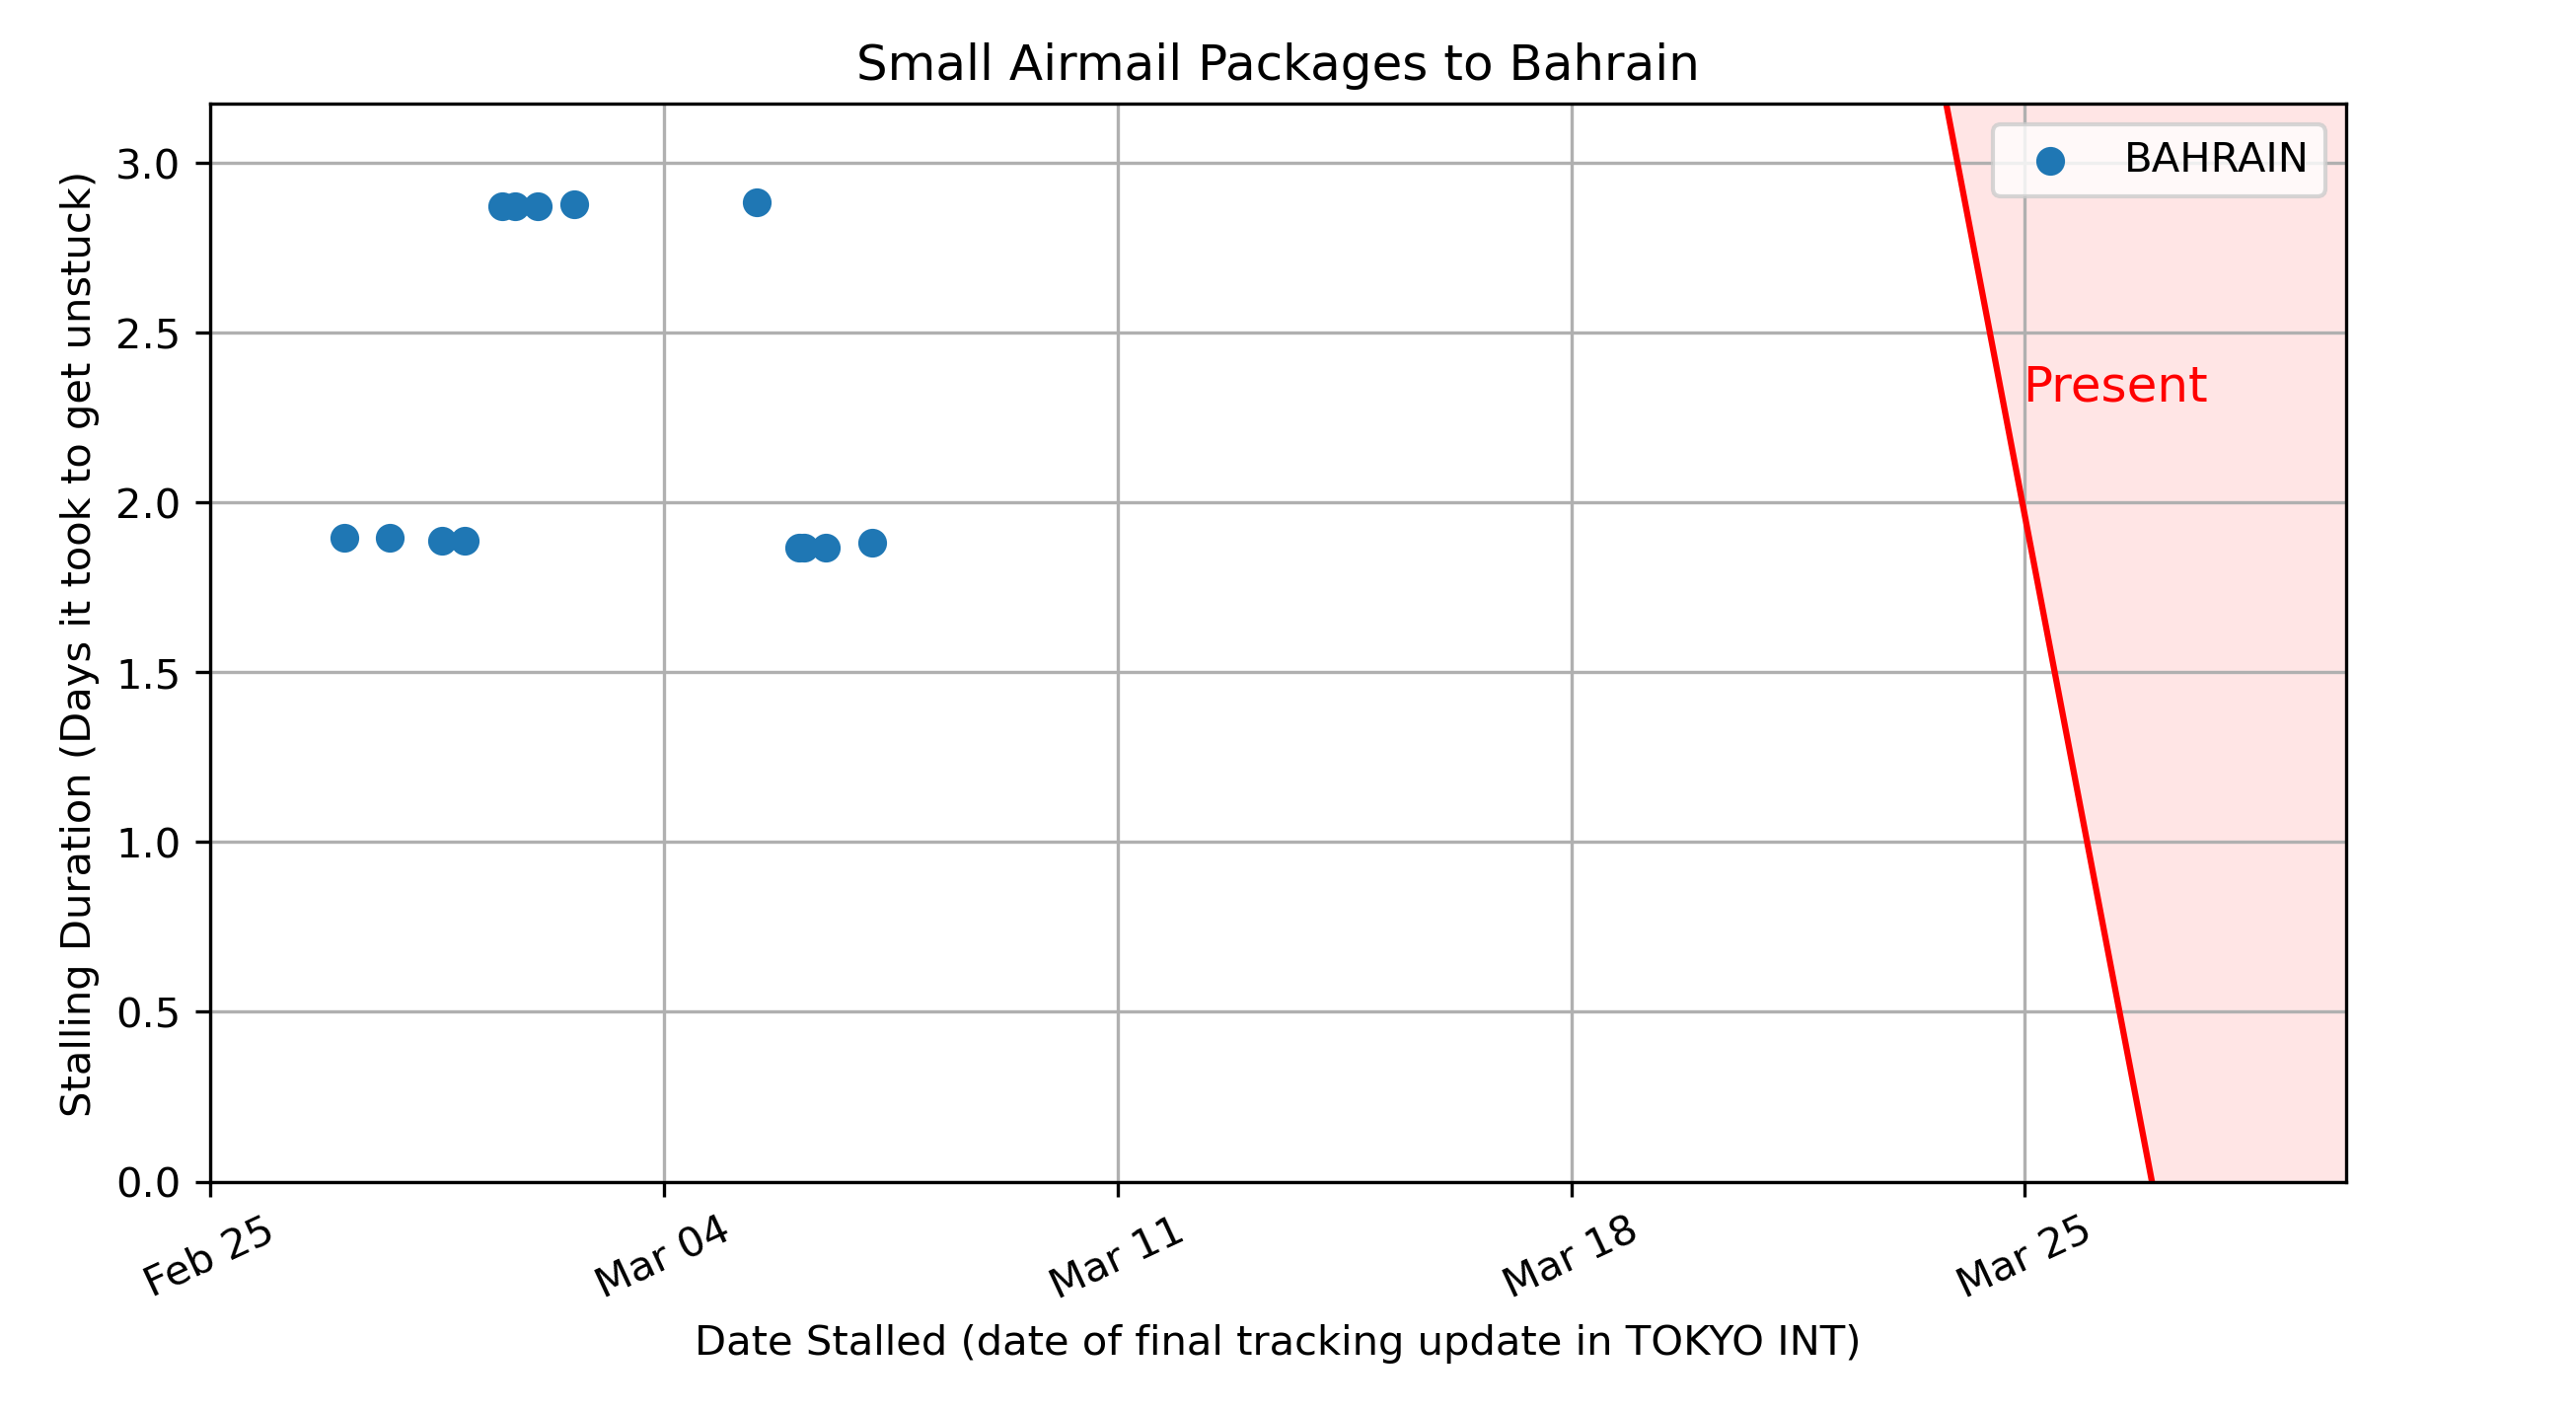 Small Airmail Packages to Bahrain
BAHRAIN
Present
Stalling Duration (Days it took to get unstuck)
3.0
2.5
2.0
1.5
1.0
0.5
0.0
Feb 25
Mar 04
Mar 11
Mar 18
Mar 25
Date Stalled (date of final tracking update in TOKYO INT)